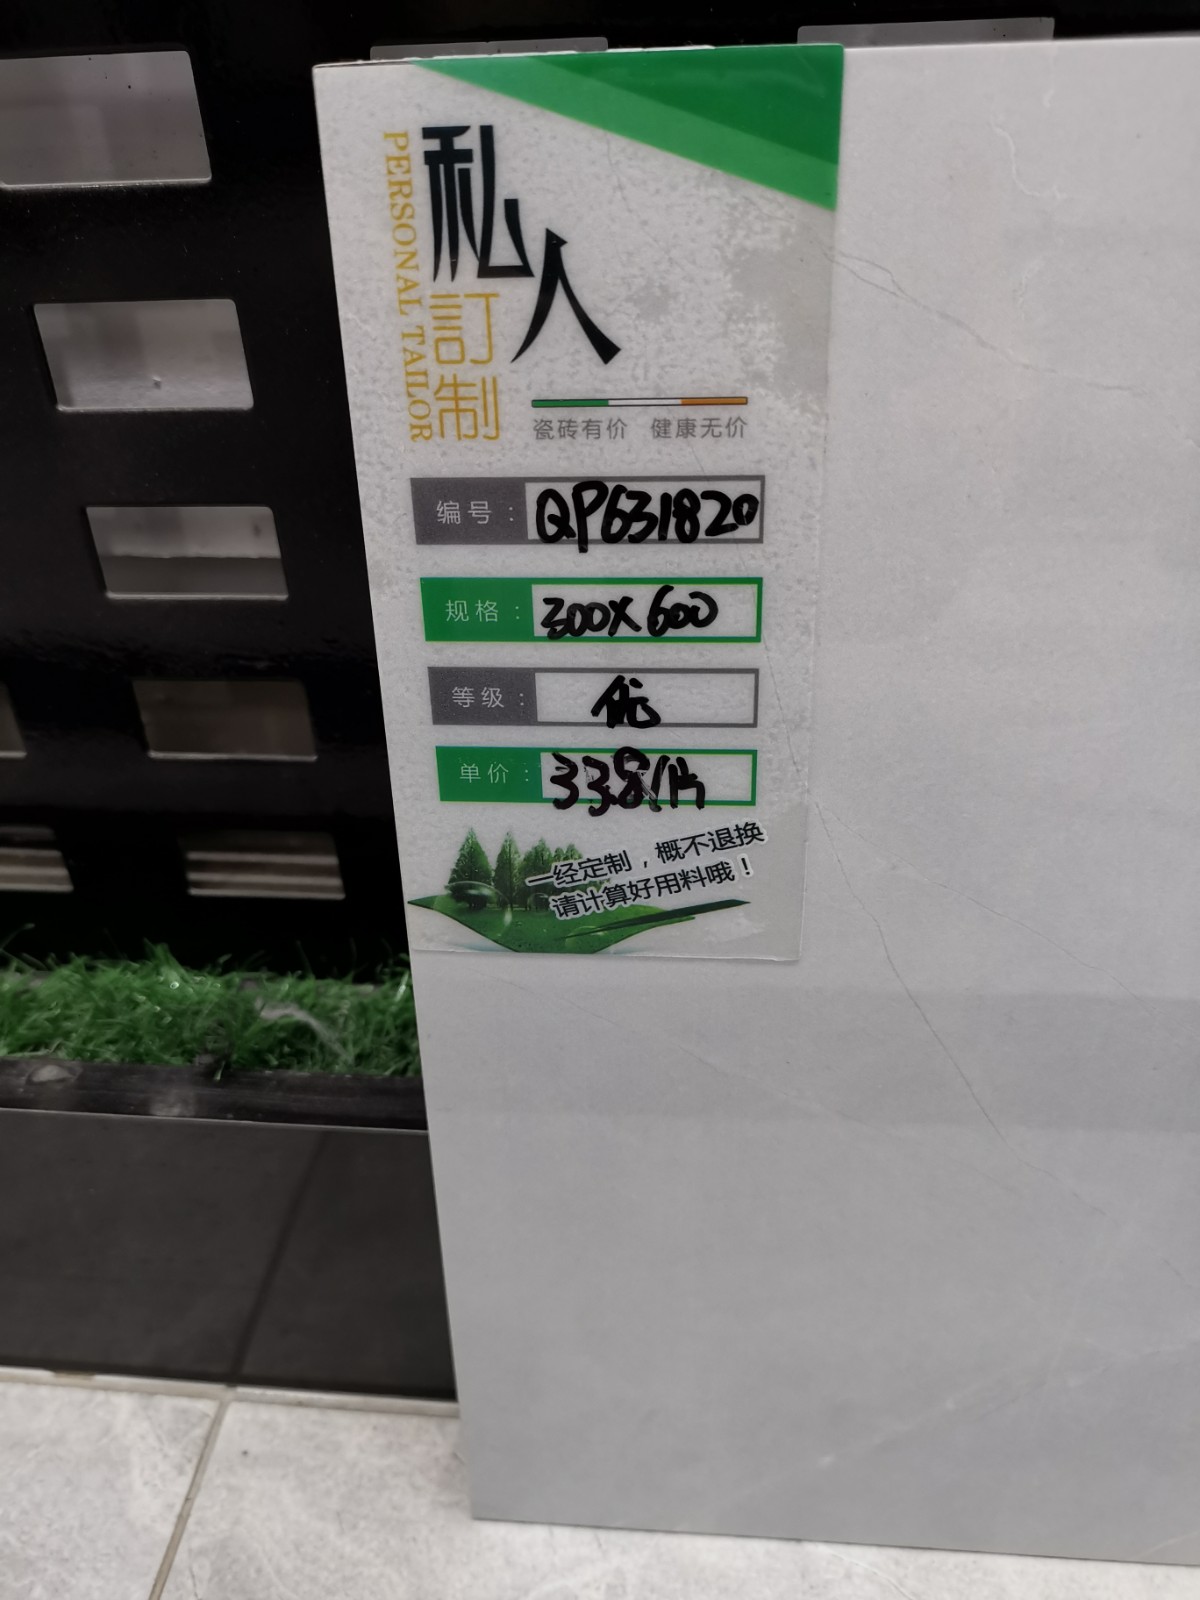 私人
訂制
PERSONAL TAILOR
瓷砖有价 健康无价
编号: QP631820
规格: 300X600
等级: 优
单价: 33.8/片
一经定制,概不退换
请计算好用料哦!